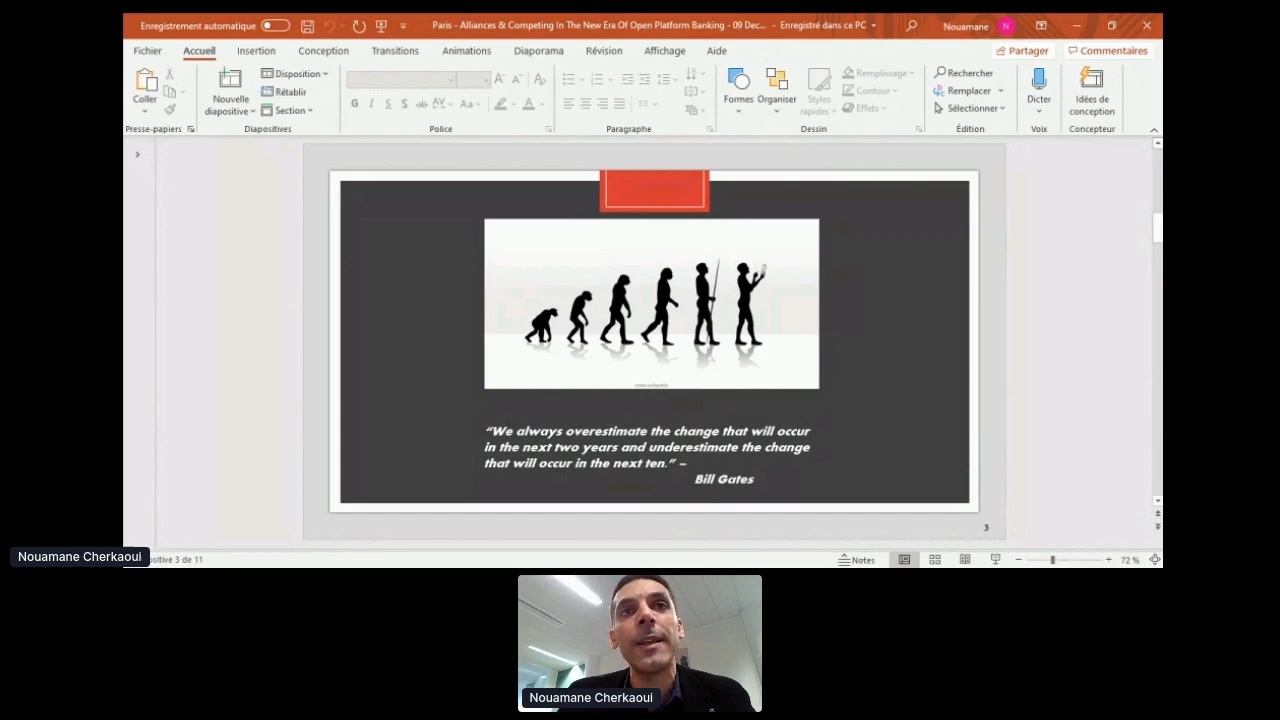 Enregistrement automatique
Paris - Alliances & Competing In The New Era Of Open Platform Banking - 09 Dec... - Enregistré dans ce PC
Nouamane
N
Fichier Accueil Insertion Conception Transitions Animations Diaporama Révision Affichage Aide
Partager Commentaires
Coller
Nouvelle diapositive
Disposition
Rétablir
Section
G I S S ab AV Aa A
Formes
Organiser
Styles rapides
Remplissage
Contour
Effets
Rechercher
Remplacer
Sélectionner
Dicter
Idées de conception
Presse-papiers Diapositives Police Paragraphe Dessin Édition Voix Concepteur
“We always overestimate the change that will occur
in the next two years and underestimate the change
that will occur in the next ten.” –
Bill Gates
3
Nouamane Cherkaoui
3 de 11
Notes
72 %
Nouamane Cherkaoui